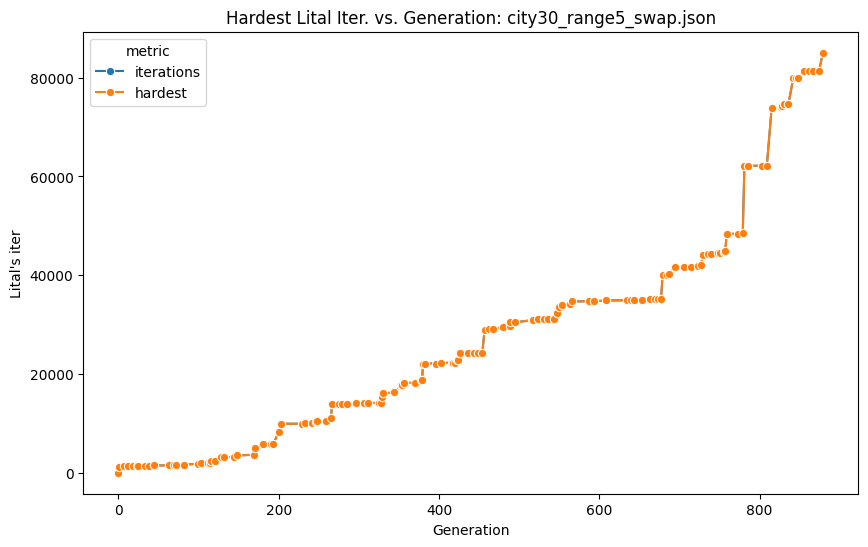 Hardest Lital Iter. vs. Generation: city30_range5_swap.json
metric
iterations
hardest
80000
60000
40000
20000
0
Lital's iter
0
200
400
600
800
Generation